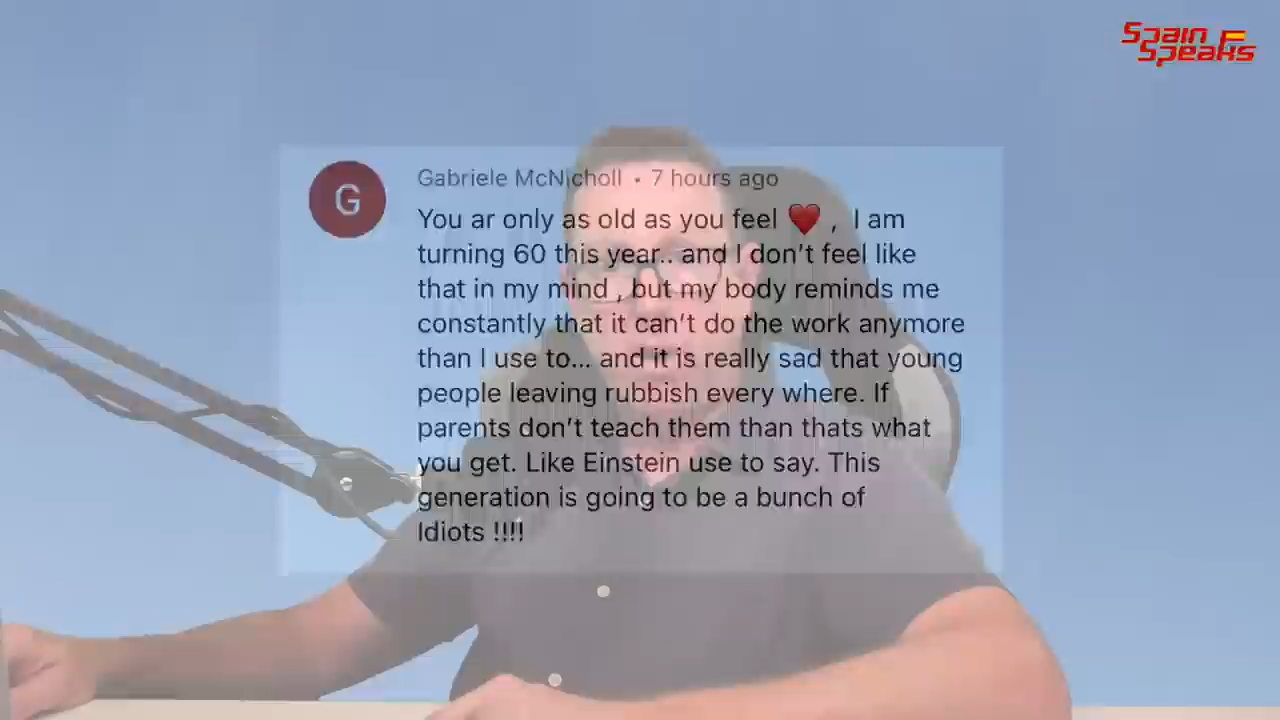 Spain
Speaks
G
Gabriele McNicholl • 7 hours ago
You ar only as old as you feel ❤️ , I am
turning 60 this year.. and I don't feel like
that in my mind , but my body reminds me
constantly that it can't do the work anymore
than I use to... and it is really sad that young
people leaving rubbish every where. If
parents don't teach them than thats what
you get. Like Einstein use to say. This
generation is going to be a bunch of
Idiots !!!!